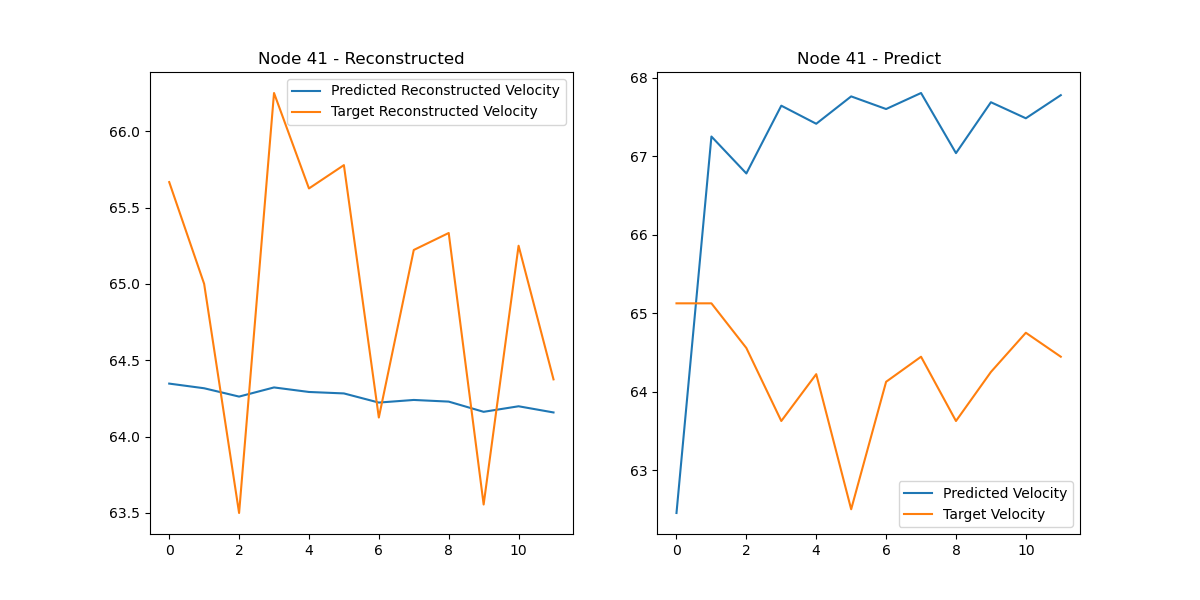 Node 41 - Reconstructed
Predicted Reconstructed Velocity
Target Reconstructed Velocity
66.0
65.5
65.0
64.5
64.0
63.5
0 2 4 6 8 10
Node 41 - Predict
68
67
66
65
64
63
Predicted Velocity
Target Velocity
0 2 4 6 8 10